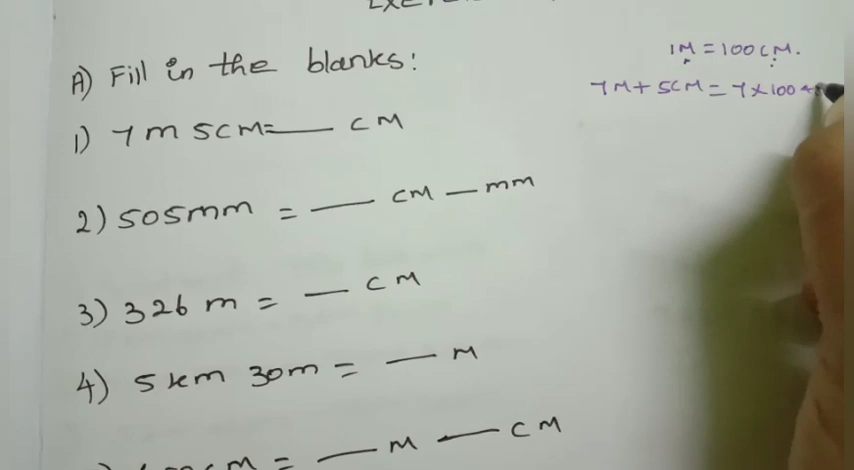 A) Fill in the blanks:
1M = 100CM.
7M + 5CM = 7 x 100 +
1) 7m 5CM = ___ CM
2) 505mm = ___ CM ___ mm
3) 326 m = ___ CM
4) 5km 30m = ___ M
= ___ M ___ CM